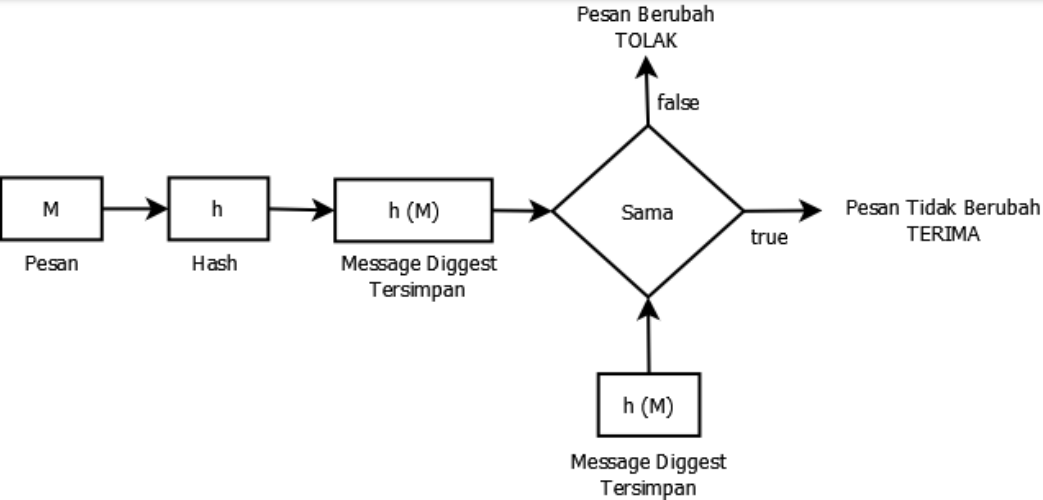 Pesan Berubah
TOLAK
false
M
h
h (M)
Sama
Pesan Tidak Berubah
TERIMA
true
Pesan
Hash
Message Diggest
Tersimpan
h (M)
Message Diggest
Tersimpan